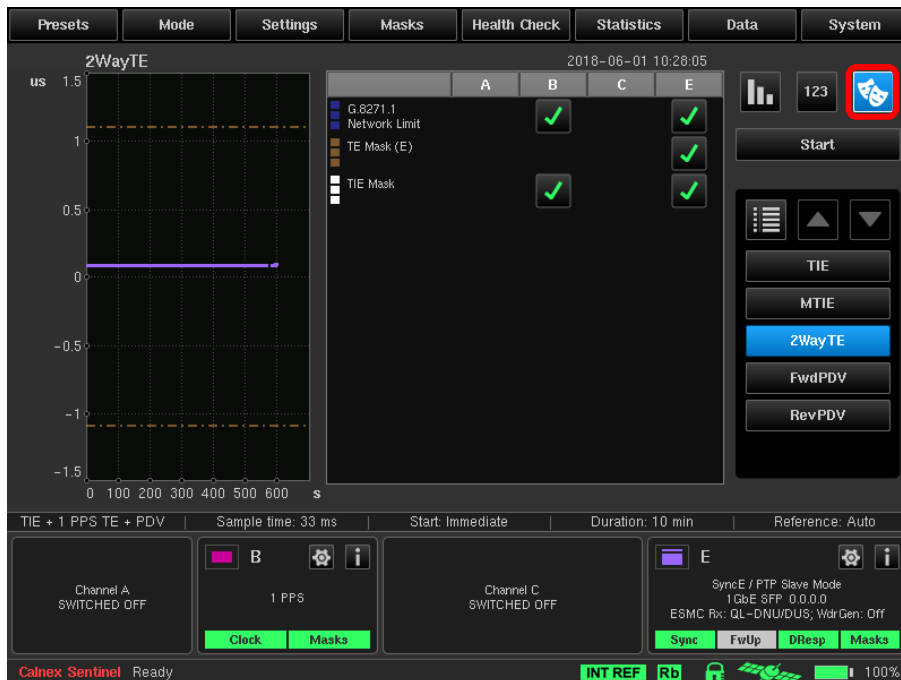 Presets Mode Settings Masks Health Check Statistics Data System
2WayTE 2018-06-01 10:28:05
us 1.5
1
0.5
0
-0.5
-1
-1.5
0 100 200 300 400 500 600 s
A B C E
G.8271.1
Network Limit
TE Mask (E)
TIE Mask
123
Start
TIE
MTIE
2WayTE
FwdPDV
RevPDV
TIE + 1 PPS TE + PDV | Sample time: 33 ms | Start: Immediate | Duration: 10 min | Reference: Auto
Channel A
SWITCHED OFF
B i
1 PPS
Clock Masks
Channel C
SWITCHED OFF
E i
SyncE / PTP Slave Mode
1GbE SFP 0.0.0.0
ESMC Rx: QL-DNU/DUS; WdrGen: Off
Sync FwUp DResp Masks
Calnex Sentinel Ready INT REF Rb 100%